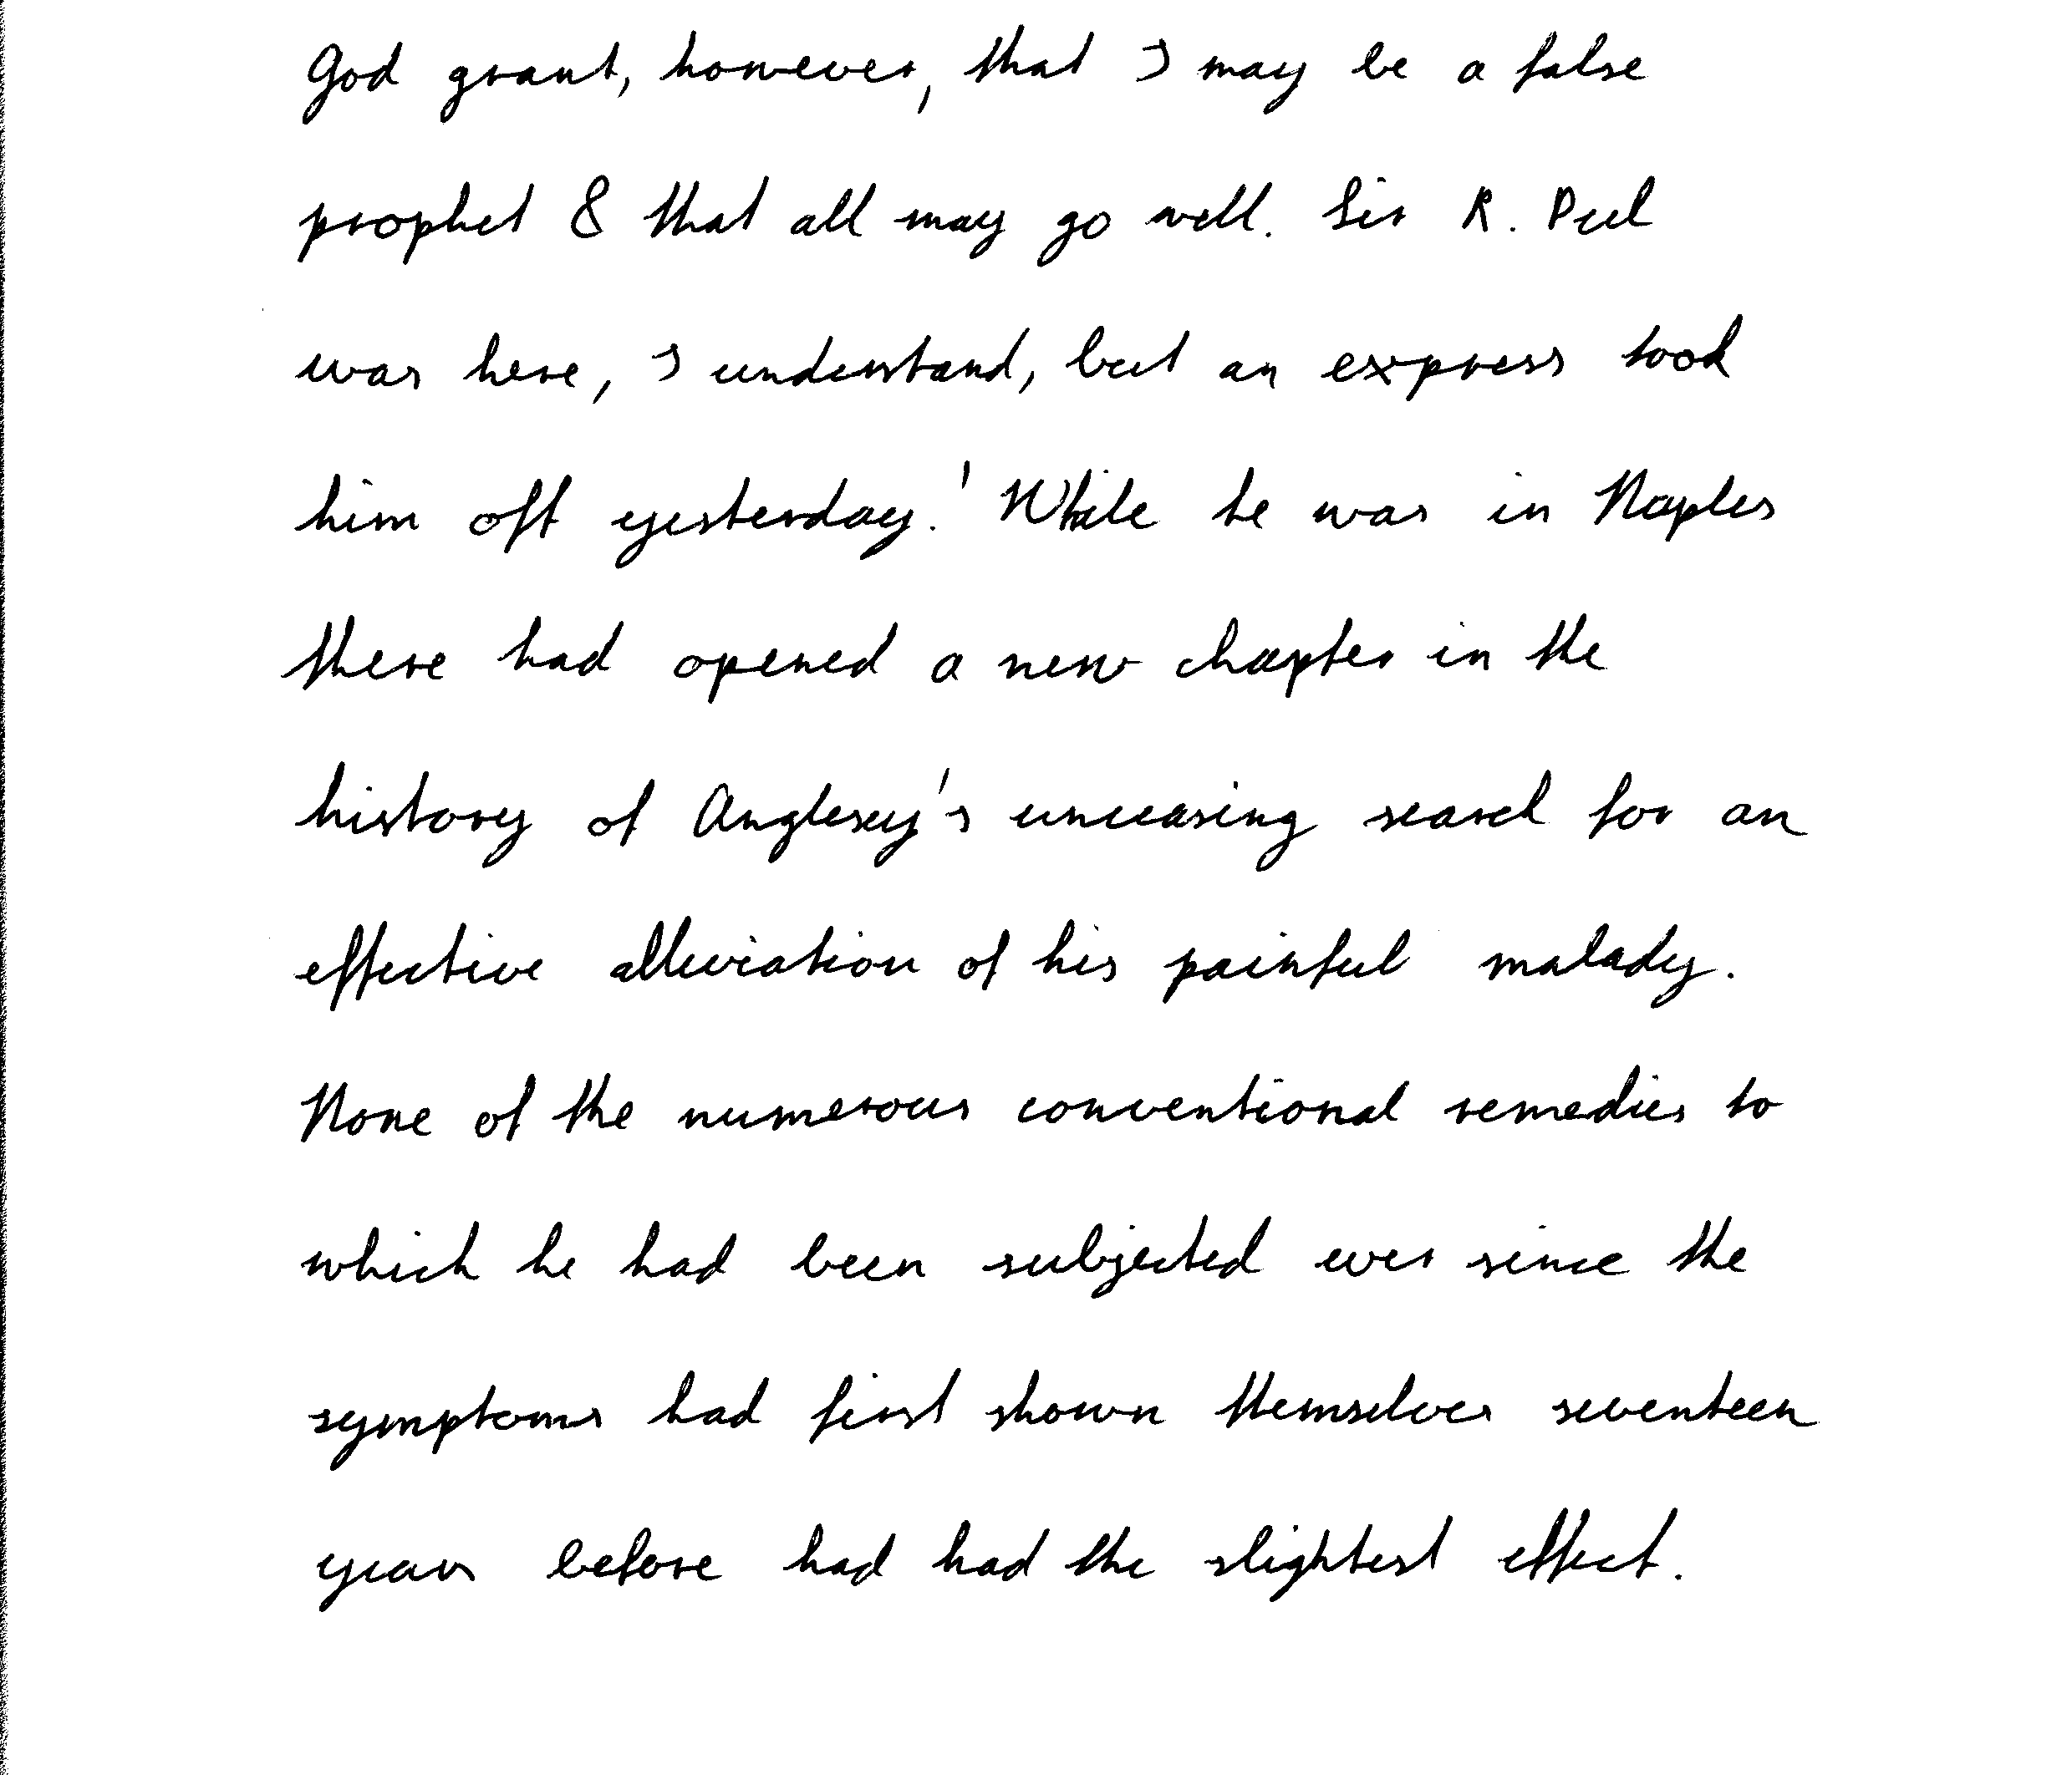 God grant, however, that I may be a false
prophet & that all may go well. Sir R. Peel
was here, I understand, but an express took
him off yesterday.' While he was in Naples
there had opened a new chapter in the
history of Anglesey's unceasing search for an
effective alleviation of his painful malady.
None of the numerous conventional remedies to
which he had been subjected ever since the
symptoms had first shown themselves seventeen
years before had had the slightest effect.